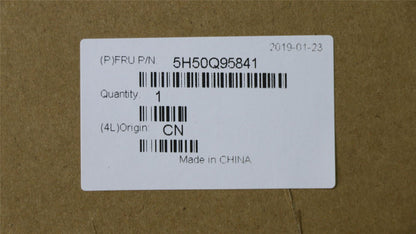 2019-01-23
(P)FRU P/N 5H50Q95841
Quantity 1
(4L)Origin: CN
Made in CHINA